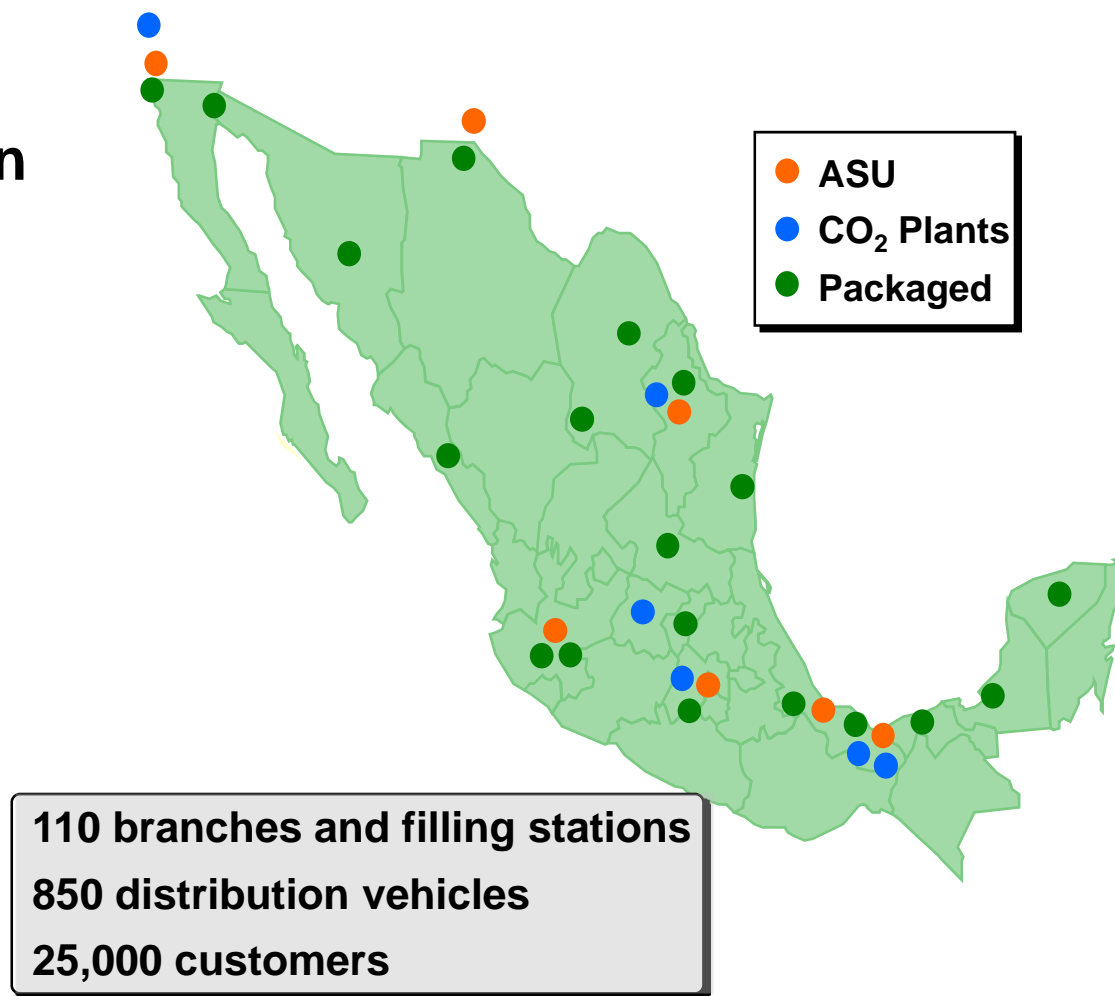 n
ASU
CO₂ Plants
Packaged
110 branches and filling stations
850 distribution vehicles
25,000 customers